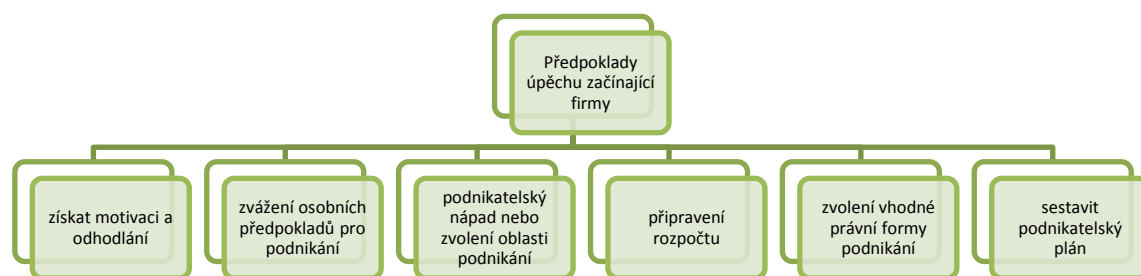 Předpoklady
úpěchu začínající
firmy
získat motivaci a
odhodlání
zvážení osobních
předpokladů pro
podnikání
podnikatelský
nápad nebo
zvolení oblasti
podnikání
připravení
rozpočtu
zvolení vhodné
právní formy
podnikání
sestavit
podnikatelský
plán